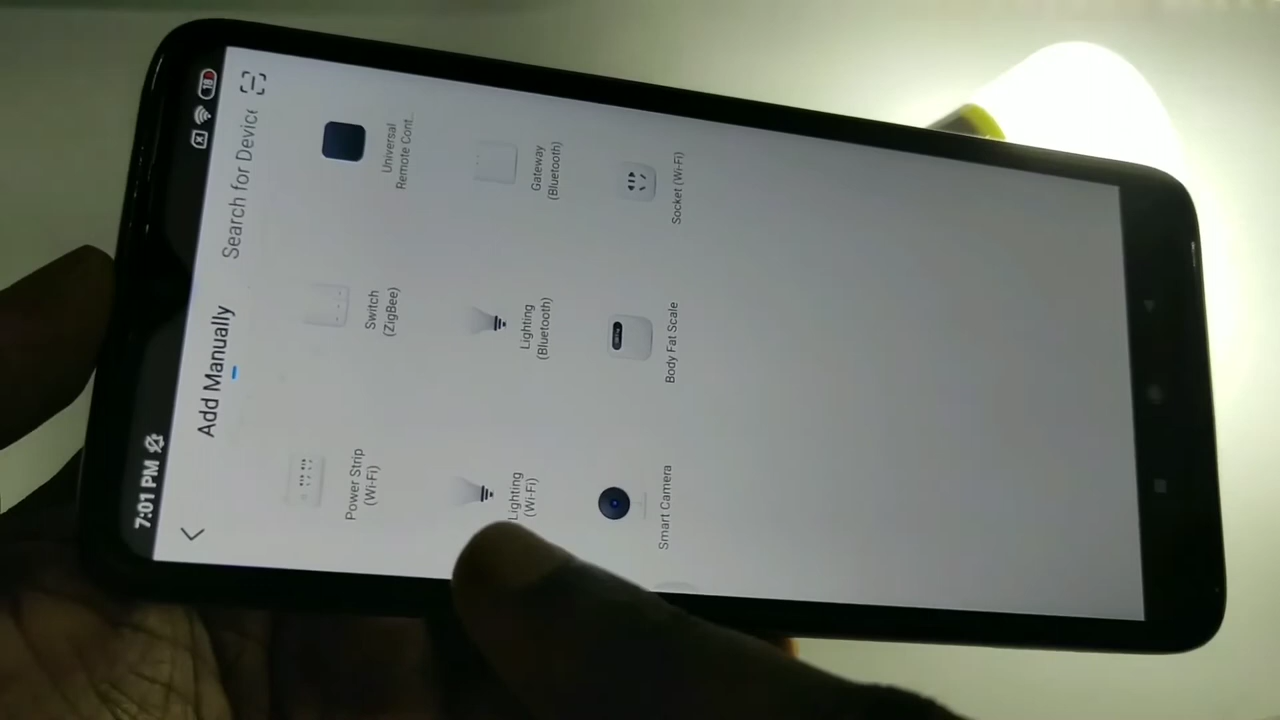 7:01 PM
18
Add Manually
Search for Device
Power Strip
(Wi-Fi)
Switch
(ZigBee)
Universal
Remote Cont...
Lighting
(Wi-Fi)
Lighting
(Bluetooth)
Gateway
(Bluetooth)
Smart Camera
Body Fat Scale
Socket (Wi-Fi)